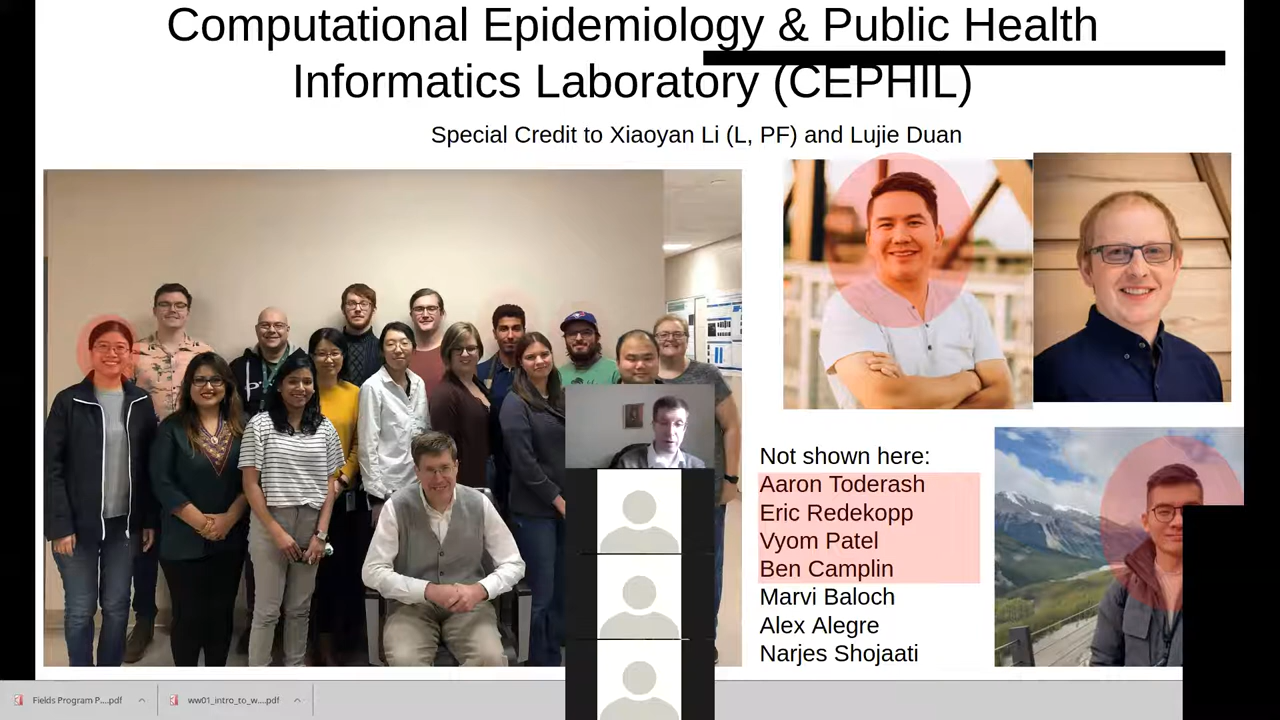 Computational Epidemiology & Public Health
Informatics Laboratory (CEPHIL)
Special Credit to Xiaoyan Li (L, PF) and Lujie Duan
Not shown here:
Aaron Toderash
Eric Redekopp
Vyom Patel
Ben Camplin
Marvi Baloch
Alex Alegre
Narjes Shojaati
Fields Program P....pdf
ww01_intro_to_w....pdf